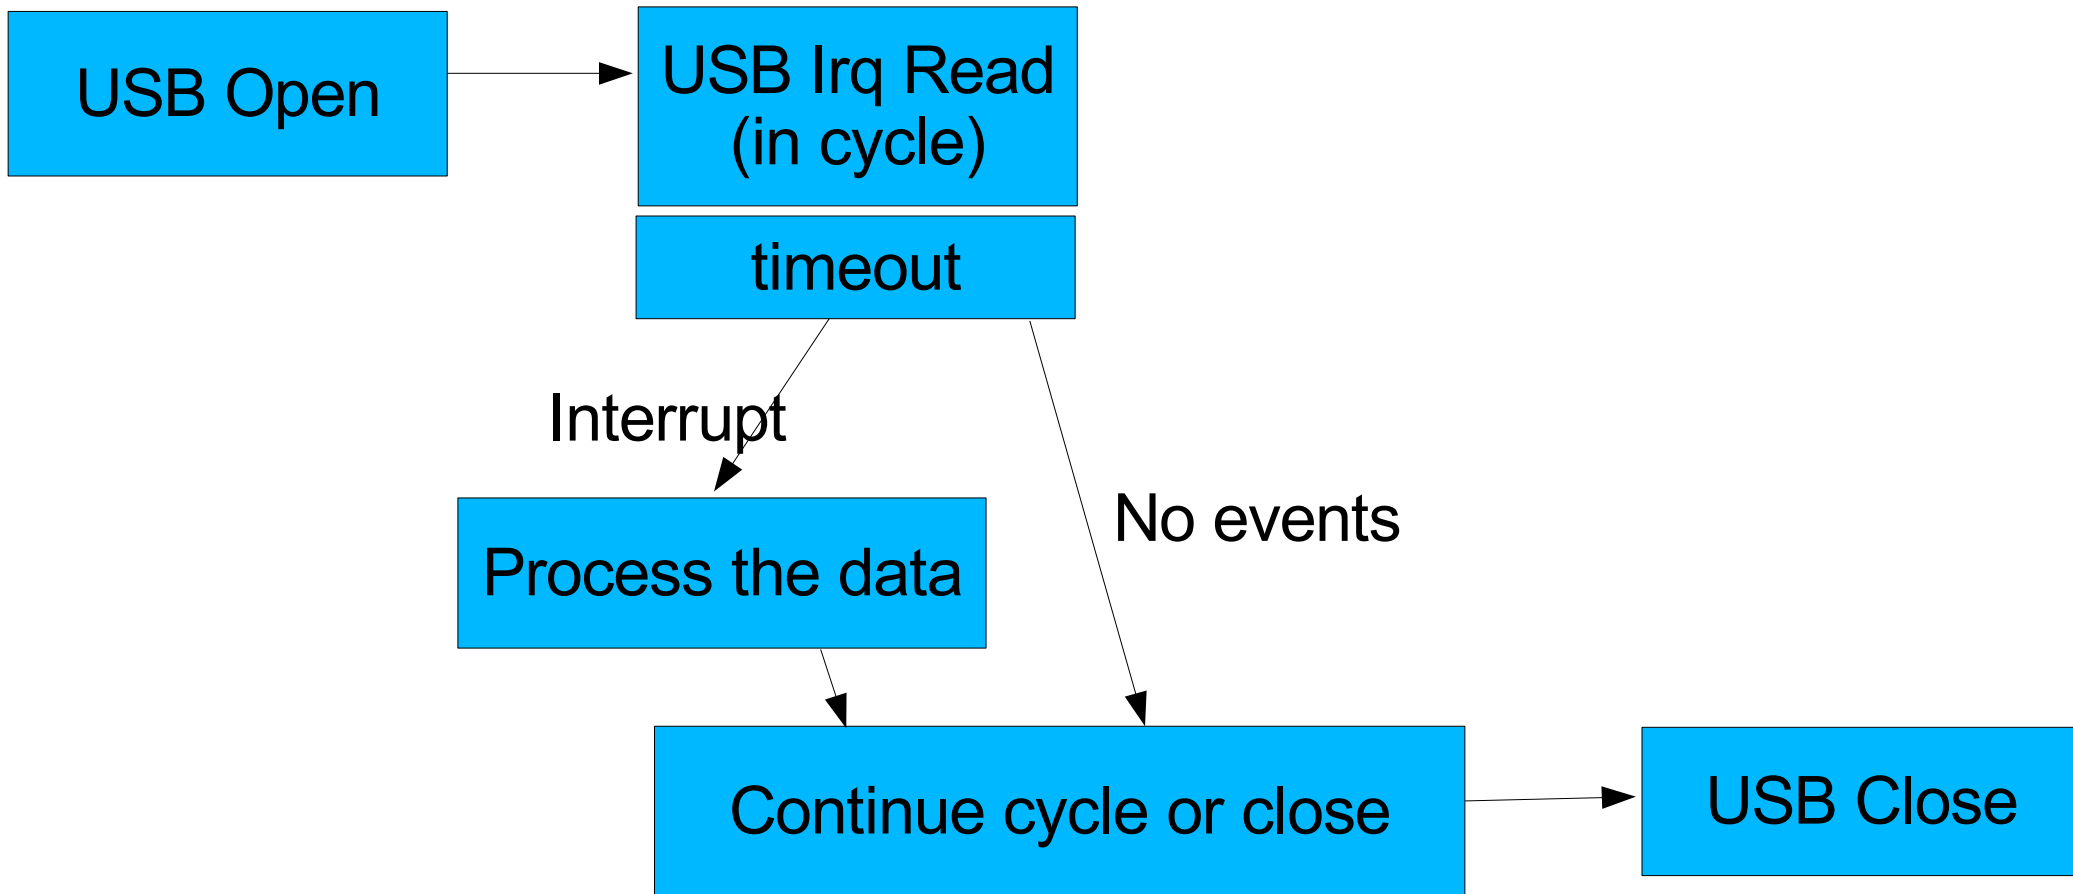 USB Open
USB Irq Read
(in cycle)
timeout
Interrupt
No events
Process the data
Continue cycle or close
USB Close